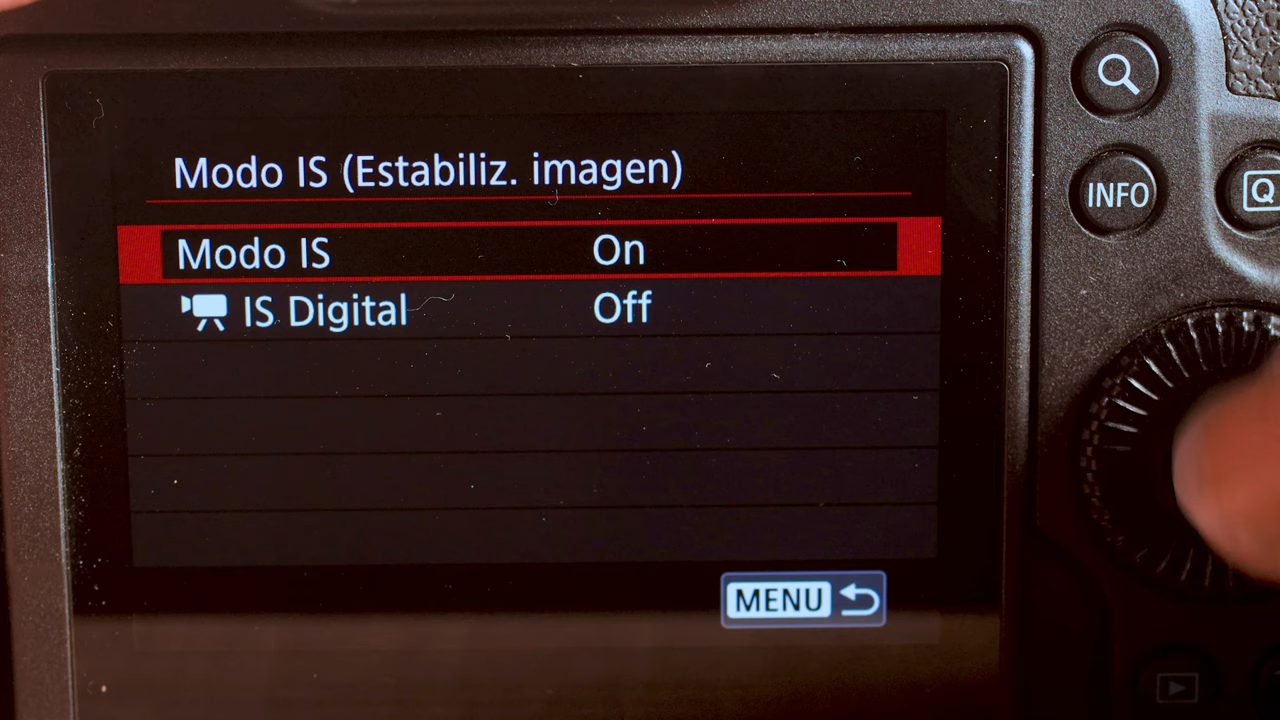 Modo IS (Estabiliz. imagen)
Modo IS On
IS Digital Off
MENU
INFO
Q